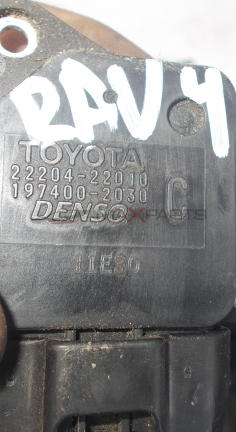 RAV 4
TOYOTA
22204-22010
197400-2030 C
DENSO
11E30